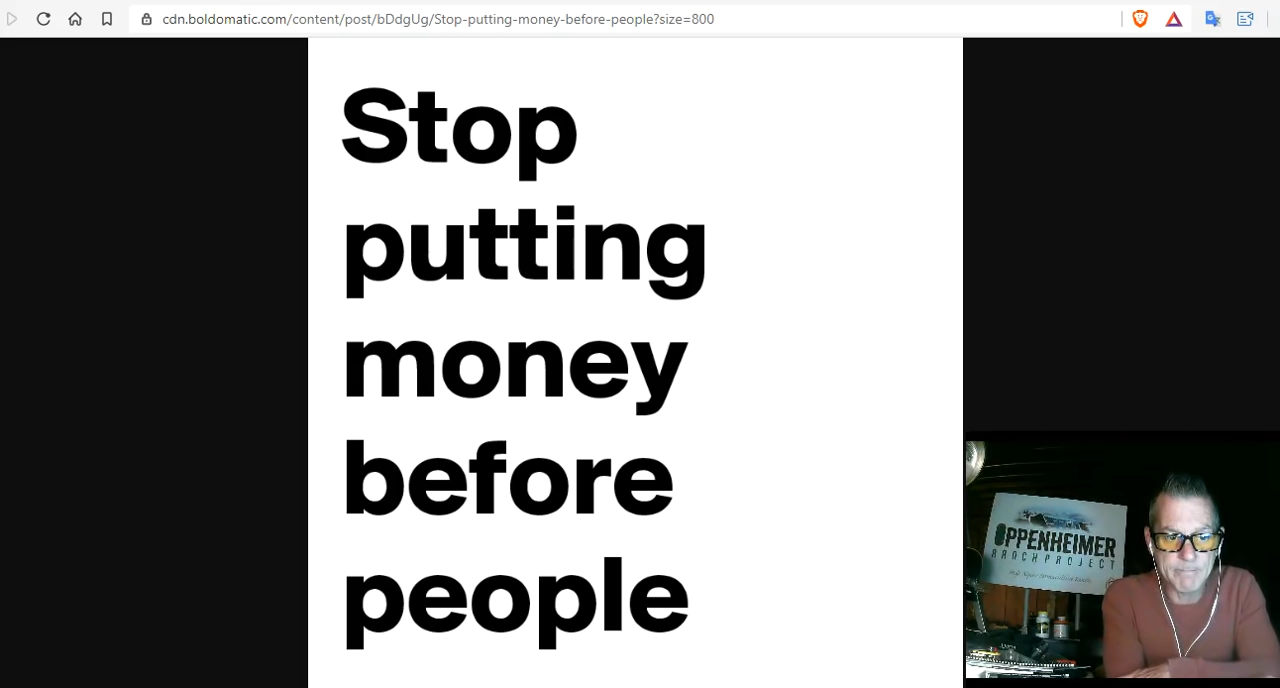 cdn.boldomatic.com/content/post/bDdgUg/Stop-putting-money-before-people?size=800
Stop
putting
money
before
people
OPPENHEIMER
RANCH PROJECT